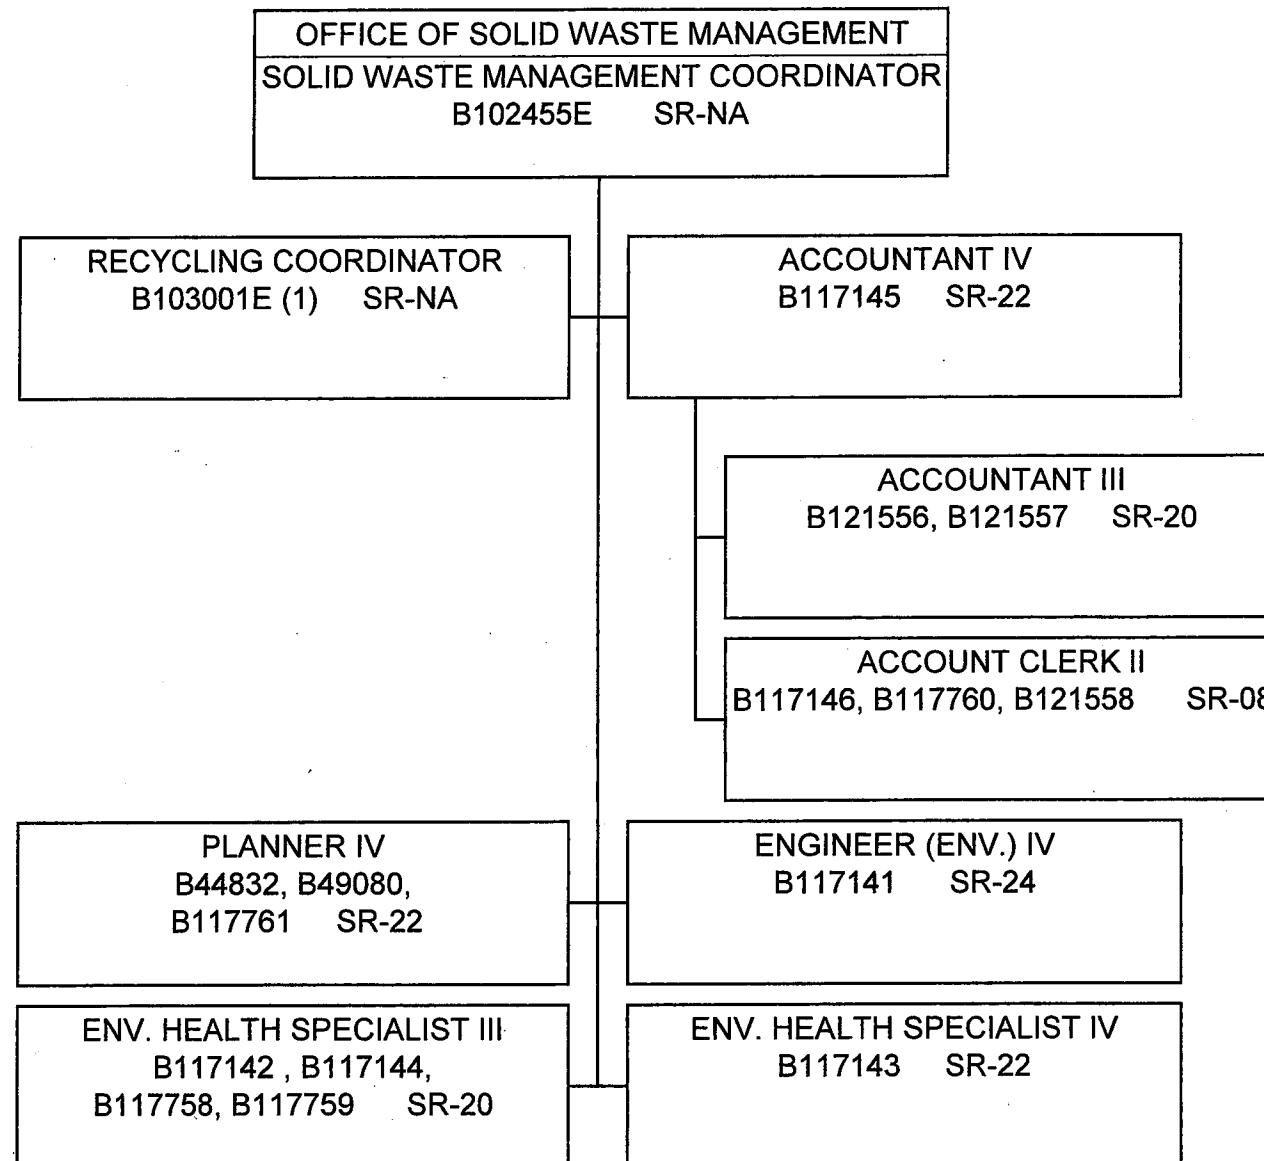 OFFICE OF SOLID WASTE MANAGEMENT
SOLID WASTE MANAGEMENT COORDINATOR
B102455E SR-NA
RECYCLING COORDINATOR
B103001E (1) SR-NA
ACCOUNTANT IV
B117145 SR-22
ACCOUNTANT III
B121556, B121557 SR-20
ACCOUNT CLERK II
B117146, B117760, B121558 SR-08
PLANNER IV
B44832, B49080,
B117761 SR-22
ENGINEER (ENV.) IV
B117141 SR-24
ENV. HEALTH SPECIALIST III
B117142 , B117144,
B117758, B117759 SR-20
ENV. HEALTH SPECIALIST IV
B117143 SR-22